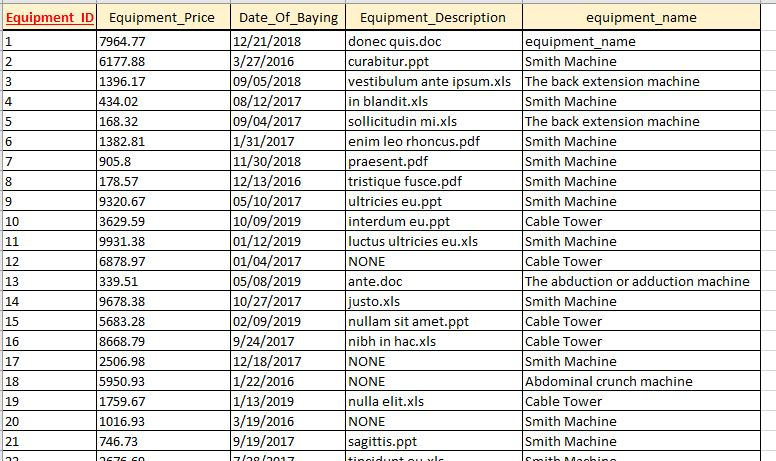 Equipment_ID Equipment_Price Date_Of_Baying Equipment_Description equipment_name
1 7964.77 12/21/2018 donec quis.doc equipment_name
2 6177.88 3/27/2016 curabitur.ppt Smith Machine
3 1396.17 09/05/2018 vestibulum ante ipsum.xls The back extension machine
4 434.02 08/12/2017 in blandit.xls Smith Machine
5 168.32 09/04/2017 sollicitudin mi.xls The back extension machine
6 1382.81 1/31/2017 enim leo rhoncus.pdf Smith Machine
7 905.8 11/30/2018 praesent.pdf Smith Machine
8 178.57 12/13/2016 tristique fusce.pdf Smith Machine
9 9320.67 05/10/2017 ultricies eu.ppt Smith Machine
10 3629.59 10/09/2019 interdum eu.ppt Cable Tower
11 9931.38 01/12/2019 luctus ultricies eu.xls Smith Machine
12 6878.97 01/04/2017 NONE Cable Tower
13 339.51 05/08/2019 ante.doc The abduction or adduction machine
14 9678.38 10/27/2017 justo.xls Smith Machine
15 5683.28 02/09/2019 nullam sit amet.ppt Cable Tower
16 8668.79 9/24/2017 nibh in hac.xls Cable Tower
17 2506.98 12/18/2017 NONE Smith Machine
18 5950.93 1/22/2016 NONE Abdominal crunch machine
19 1759.67 1/13/2019 nulla elit.xls Cable Tower
20 1016.93 3/19/2016 NONE Smith Machine
21 746.73 9/19/2017 sagittis.ppt Smith Machine